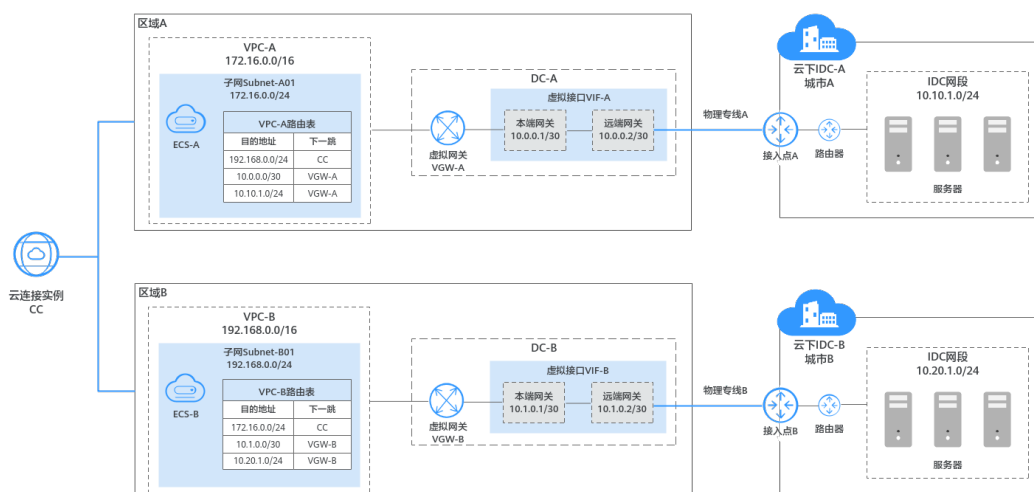 区域A
VPC-A
172.16.0.0/16
子网Subnet-A01
172.16.0.0/24
ECS-A
VPC-A路由表
目的地址 下一跳
192.168.0.0/24 CC
10.0.0.0/30 VGW-A
10.10.1.0/24 VGW-A
虚拟网关
VGW-A
DC-A
虚拟接口VIF-A
本端网关
10.0.0.1/30
远端网关
10.0.0.2/30
物理专线A
云下IDC-A
城市A
接入点A
路由器
IDC网段
10.10.1.0/24
服务器
云连接实例
CC
区域B
VPC-B
192.168.0.0/16
子网Subnet-B01
192.168.0.0/24
ECS-B
VPC-B路由表
目的地址 下一跳
172.16.0.0/24 CC
10.1.0.0/30 VGW-B
10.20.1.0/24 VGW-B
虚拟网关
VGW-B
DC-B
虚拟接口VIF-B
本端网关
10.1.0.1/30
远端网关
10.1.0.2/30
物理专线B
云下IDC-B
城市B
接入点B
路由器
IDC网段
10.20.1.0/24
服务器